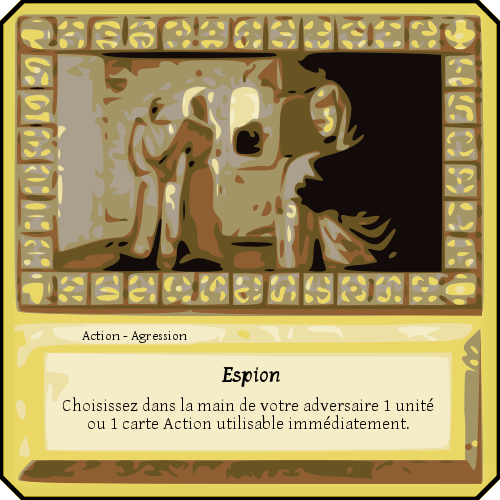 Action - Agression
Espion
Choisissez dans la main de votre adversaire 1 unité
ou 1 carte Action utilisable immédiatement.